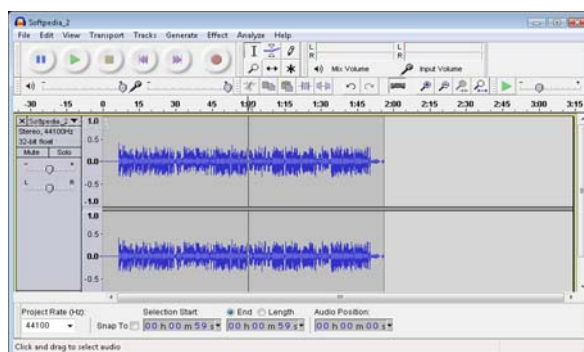 Softpedia_2
File Edit View Transport Tracks Generate Effect Analyze Help
L
R
L
R
Mix Volume
Input Volume
-30 -15 0 15 30 45 1:00 1:15 1:30 1:45 2:00 2:15 2:30 2:45 3:00 3:15
Softpedia_2
Stereo, 44100Hz
32-bit float
Mute Solo
- +
L R
1.0
0.5
0.0
-0.5
-1.0
1.0
0.5
0.0
-0.5
Project Rate (Hz):
44100
Snap To
Selection Start: End Length
00 h 00 m 59 s 00 h 00 m 59 s
Audio Position:
00 h 00 m 00 s
Click and drag to select audio